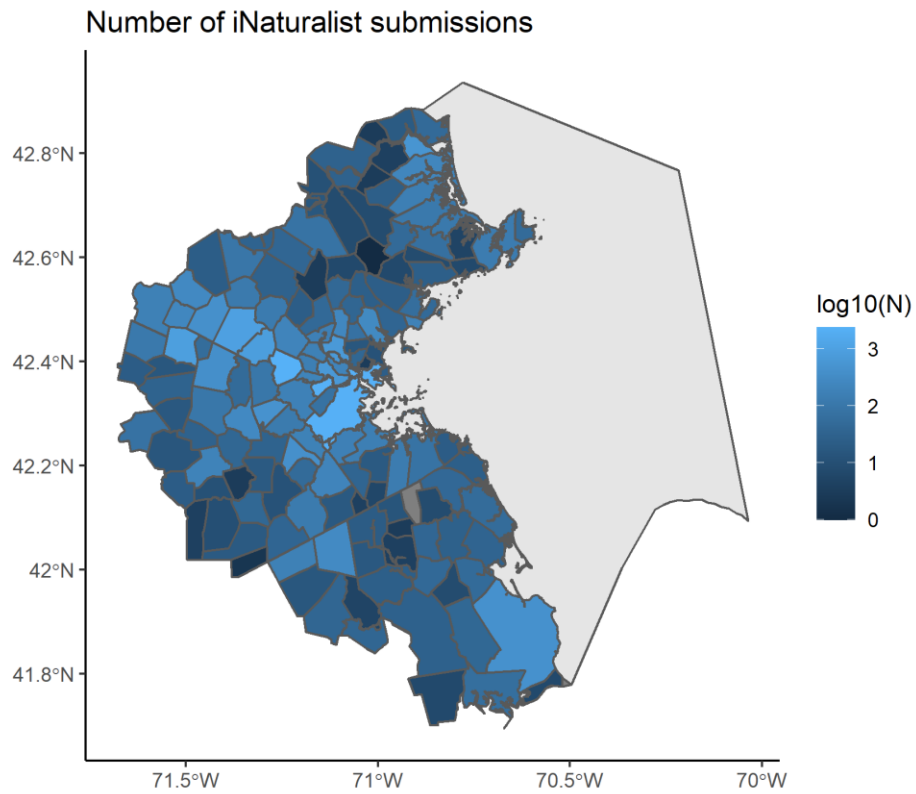 Number of iNaturalist submissions
42.8°N
42.6°N
42.4°N
42.2°N
42°N
41.8°N
71.5°W
71°W
70.5°W
70°W
log10(N)
3
2
1
0